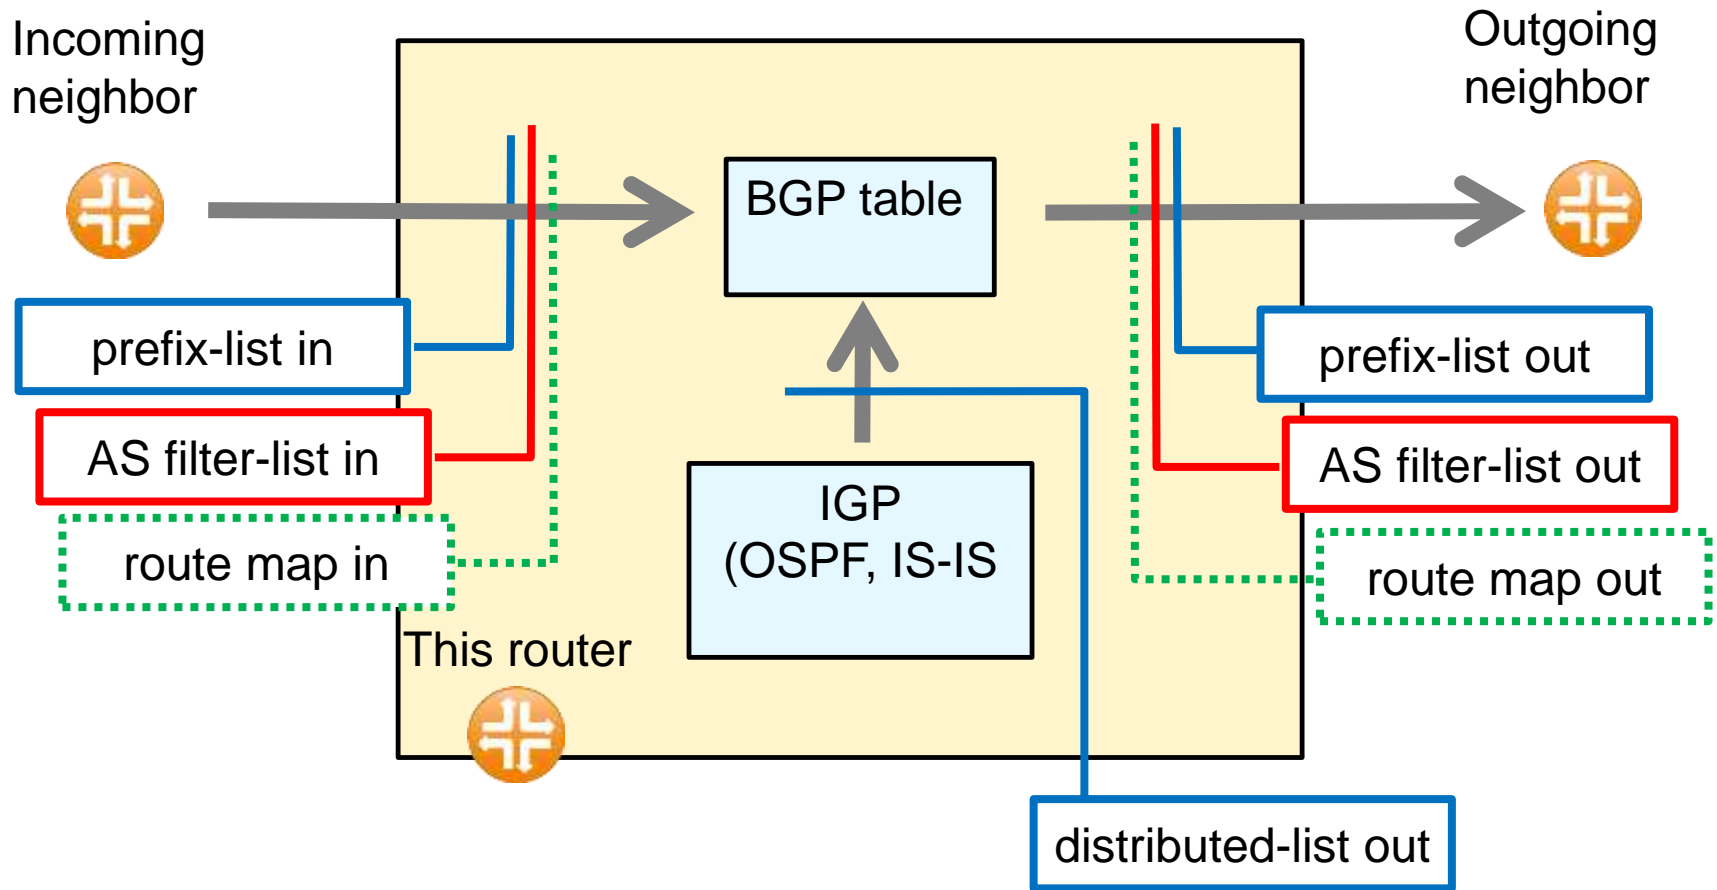 Incoming
neighbor
Outgoing
neighbor
BGP table
prefix-list in
prefix-list out
AS filter-list in
AS filter-list out
IGP
(OSPF, IS-IS
route map in
route map out
This router
distributed-list out